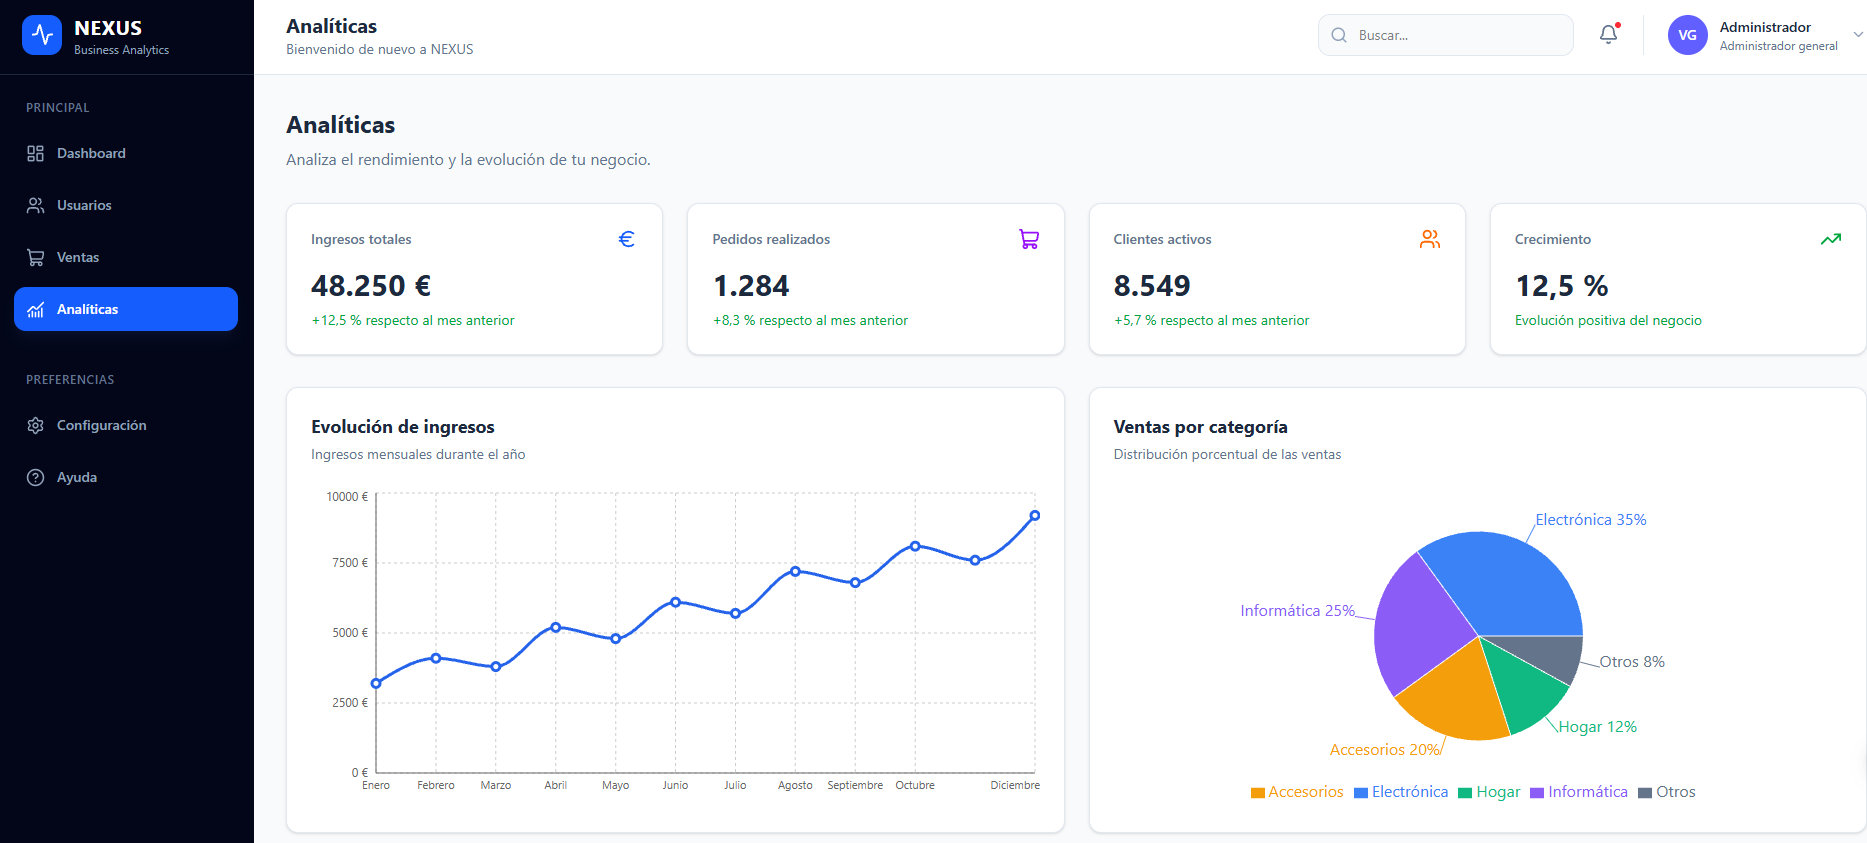 NEXUS
Business Analytics
PRINCIPAL
Dashboard
Usuarios
Ventas
Analíticas
PREFERENCIAS
Configuración
Ayuda
Analíticas
Bienvenido de nuevo a NEXUS
Buscar...
VG
Administrador
Administrador general
Analíticas
Analiza el rendimiento y la evolución de tu negocio.
Ingresos totales
48.250 €
+12,5 % respecto al mes anterior
Pedidos realizados
1.284
+8,3 % respecto al mes anterior
Clientes activos
8.549
+5,7 % respecto al mes anterior
Crecimiento
12,5 %
Evolución positiva del negocio
Evolución de ingresos
Ingresos mensuales durante el año
10000 €
7500 €
5000 €
2500 €
0 €
Enero Febrero Marzo Abril Mayo Junio Julio Agosto Septiembre Octubre Diciembre
Ventas por categoría
Distribución porcentual de las ventas
Electrónica 35%
Informática 25%
Otros 8%
Hogar 12%
Accesorios 20%
Accesorios Electrónica Hogar Informática Otros